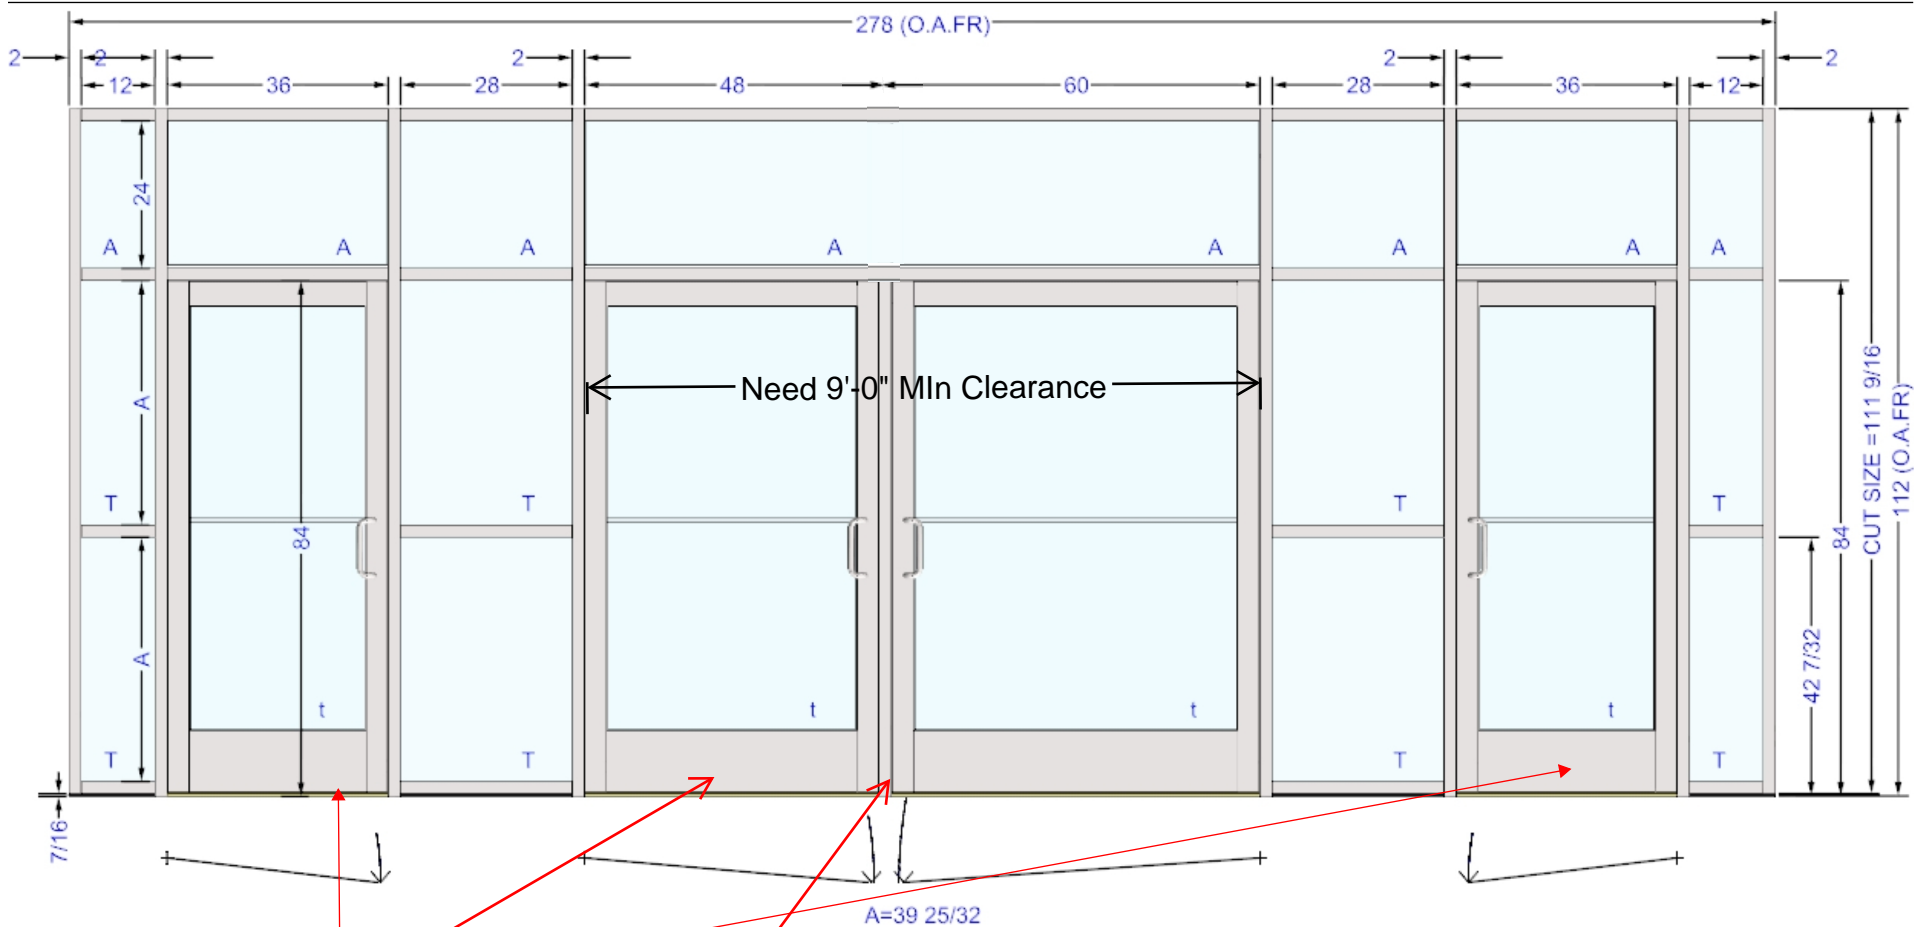 278 (O.A.FR)
2 2 2 2 2
12 36 28 48 60 28 36 12
24
A A A A A A A
A
Need 9'-0" MIn Clearance
CUT SIZE =111 9/16
112 (O.A.FR)
T T T T
84 84
A
42 7/32
t t t t
T T T T
7/16
A=39 25/32